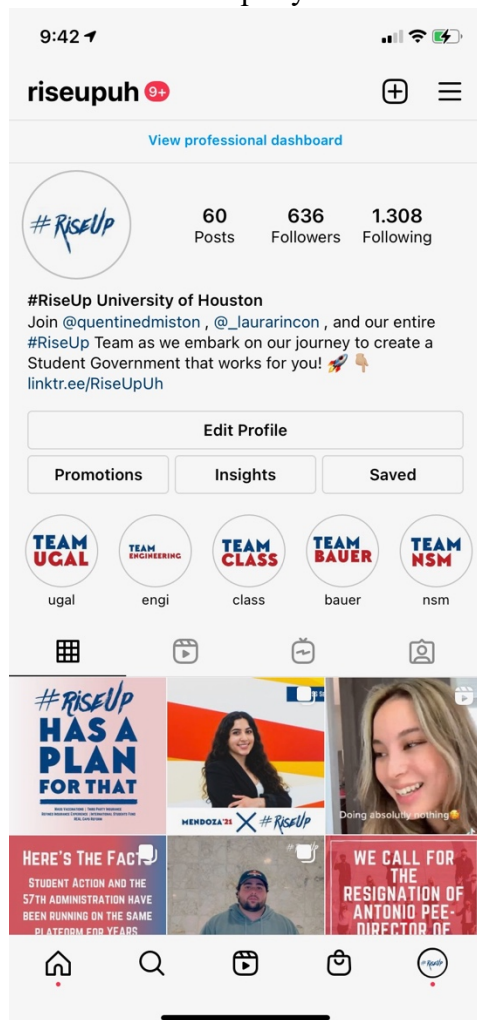 9:42
riseupuh 9+
View professional dashboard
#RISEUP
60 636 1.308
Posts Followers Following
#RiseUp University of Houston
Join @quentinedmiston , @_laurarincon , and our entire
#RiseUp Team as we embark on our journey to create a
Student Government that works for you! 🚀 👇🏼
linktr.ee/RiseUpUh
Edit Profile
Promotions Insights Saved
TEAM UGAL
TEAM ENGINEERING
TEAM CLASS
TEAM BAUER
TEAM NSM
ugal engi class bauer nsm
#RISEUP
HAS A
PLAN
FOR THAT
MENDOZA'21 X #RISEUP
Doing absolutely nothing
HERE'S THE FACTS
STUDENT ACTION AND THE
57TH ADMINISTRATION HAVE
BEEN RUNNING ON THE SAME
PLATFORM FOR YEARS
WE CALL FOR
THE
RESIGNATION OF
ANTONIO PEE-
DIRECTOR OF
#RISEUP